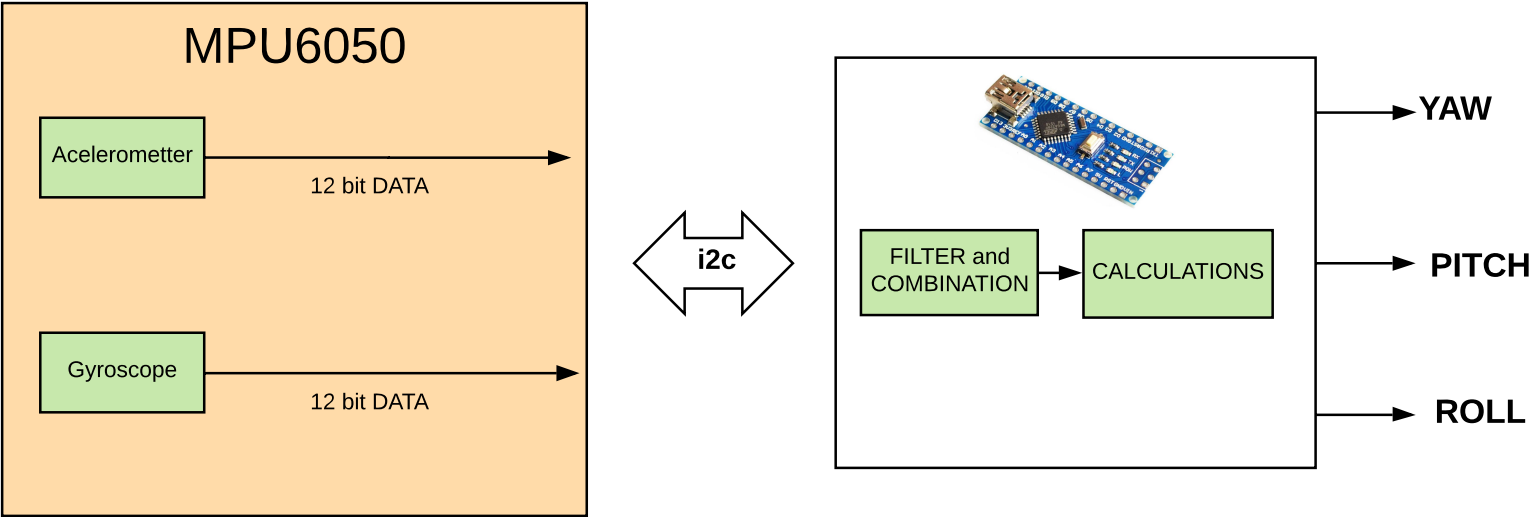 MPU6050
Acelerometter
12 bit DATA
Gyroscope
12 bit DATA
i2c
FILTER and
COMBINATION
CALCULATIONS
YAW
PITCH
ROLL